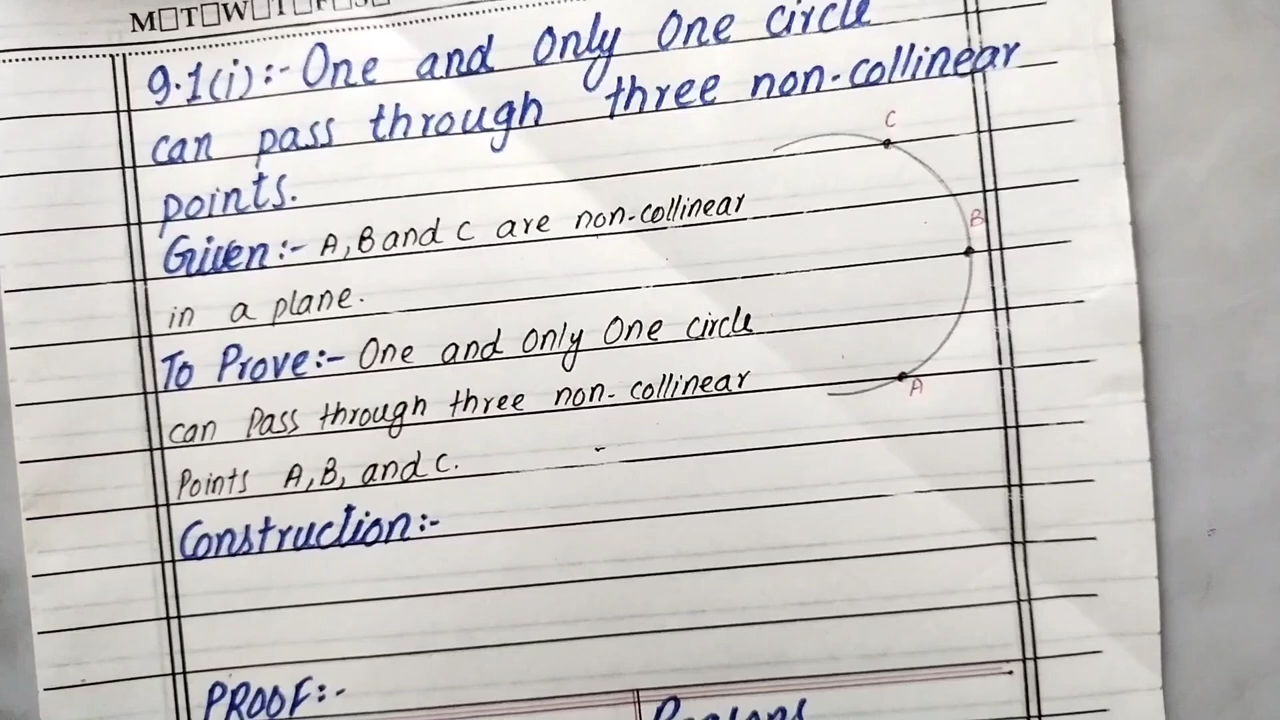 M□T□W□T□F□S□
9.1(i):- One and Only One circle
can pass through three non-collinear
points.
Given:- A, B and C are non-collinear
in a plane.
To Prove:- One and Only One circle
can Pass through three non-collinear
Points A, B, and C.
Construction:-
PROOF:-
Reasons
C
B
A